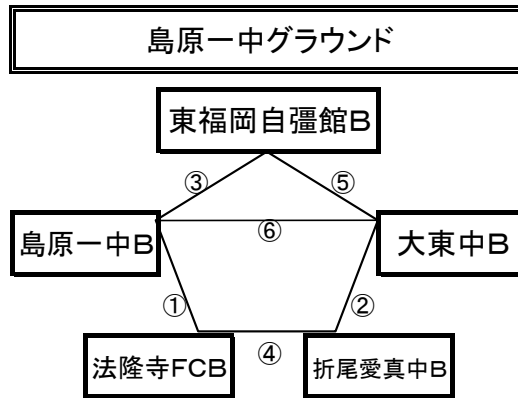 島原一中グラウンド
東福岡自彊館B
③
⑤
島原一中B
⑥
大東中B
①
②
法隆寺FCB
④
折尾愛真中B